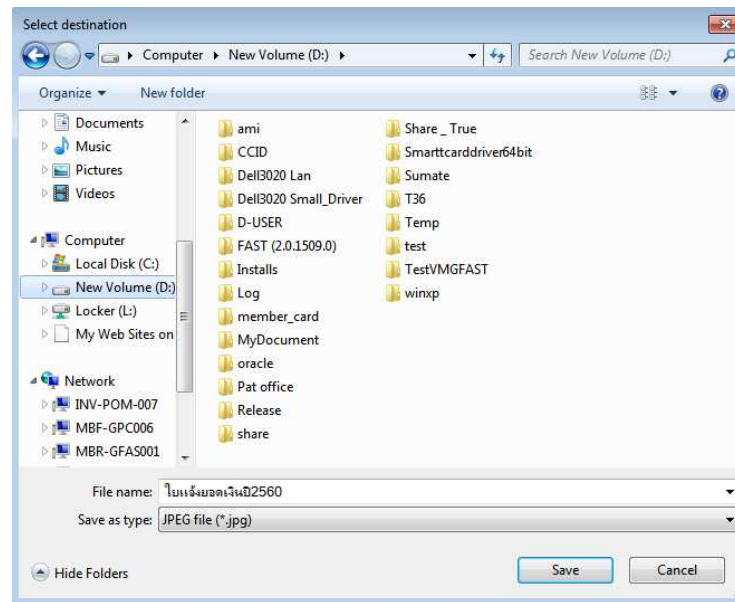 Select destination
Computer New Volume (D:)
Search New Volume (D:)
Organize
New folder
Documents
Music
Pictures
Videos
Computer
Local Disk (C:)
New Volume (D:)
Locker (L:)
My Web Sites on
Network
INV-POM-007
MBF-GPC006
MBR-GFAS001
ami
CCID
Dell3020 Lan
Dell3020 Small_Driver
D-USER
FAST (2.0.1509.0)
Installs
Log
member_card
MyDocument
oracle
Pat office
Release
share
Share _ True
Smarttcarddriver64bit
Sumate
T36
Temp
test
TestVMGFAST
winxp
File name: ใบแจ้งยอดเงินปี2560
Save as type: JPEG file (*.jpg)
Hide Folders
Save
Cancel